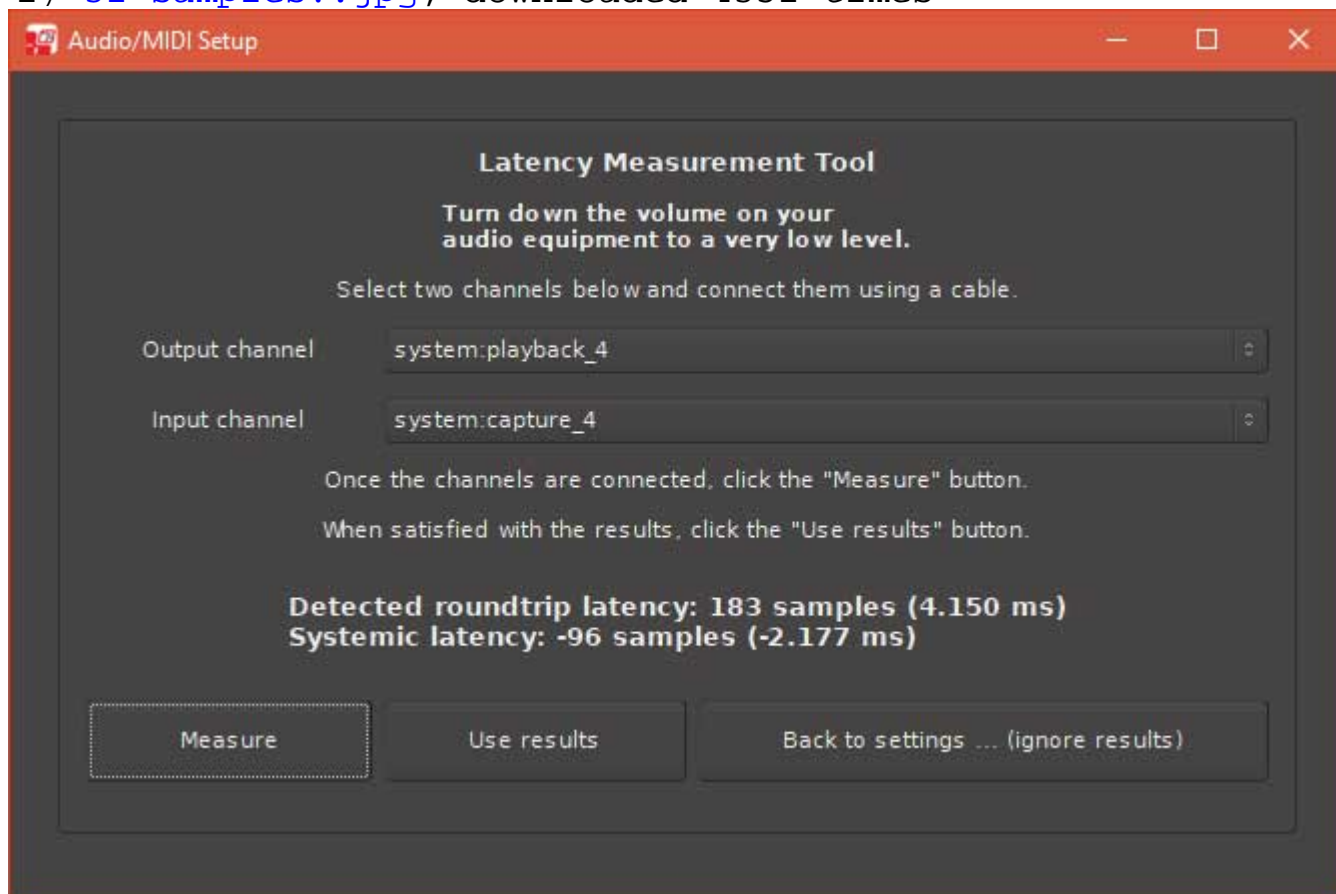 Audio/MIDI Setup
Latency Measurement Tool
Turn down the volume on your
audio equipment to a very low level.
Select two channels below and connect them using a cable.
Output channel system:playback_4
Input channel system:capture_4
Once the channels are connected, click the "Measure" button.
When satisfied with the results, click the "Use results" button.
Detected roundtrip latency: 183 samples (4.150 ms)
Systemic latency: -96 samples (-2.177 ms)
Measure Use results Back to settings ... (ignore results)